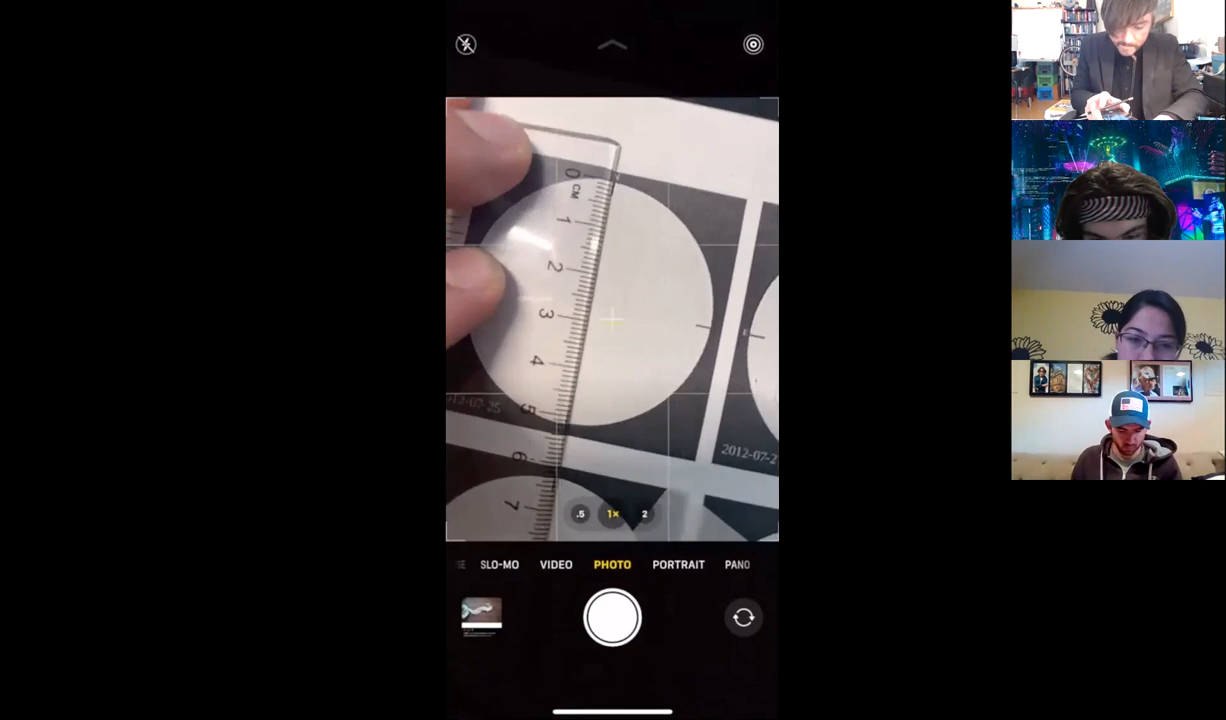 0
CM
1
2
3
4
5
6
7
2012-07-25
2012-07-2
.5
1×
2
SLO-MO
VIDEO
PHOTO
PORTRAIT
PANO